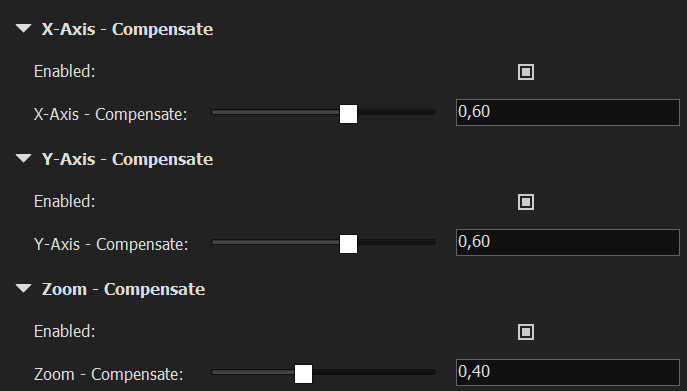 X-Axis - Compensate
Enabled:
X-Axis - Compensate: 0,60
Y-Axis - Compensate
Enabled:
Y-Axis - Compensate: 0,60
Zoom - Compensate
Enabled:
Zoom - Compensate: 0,40